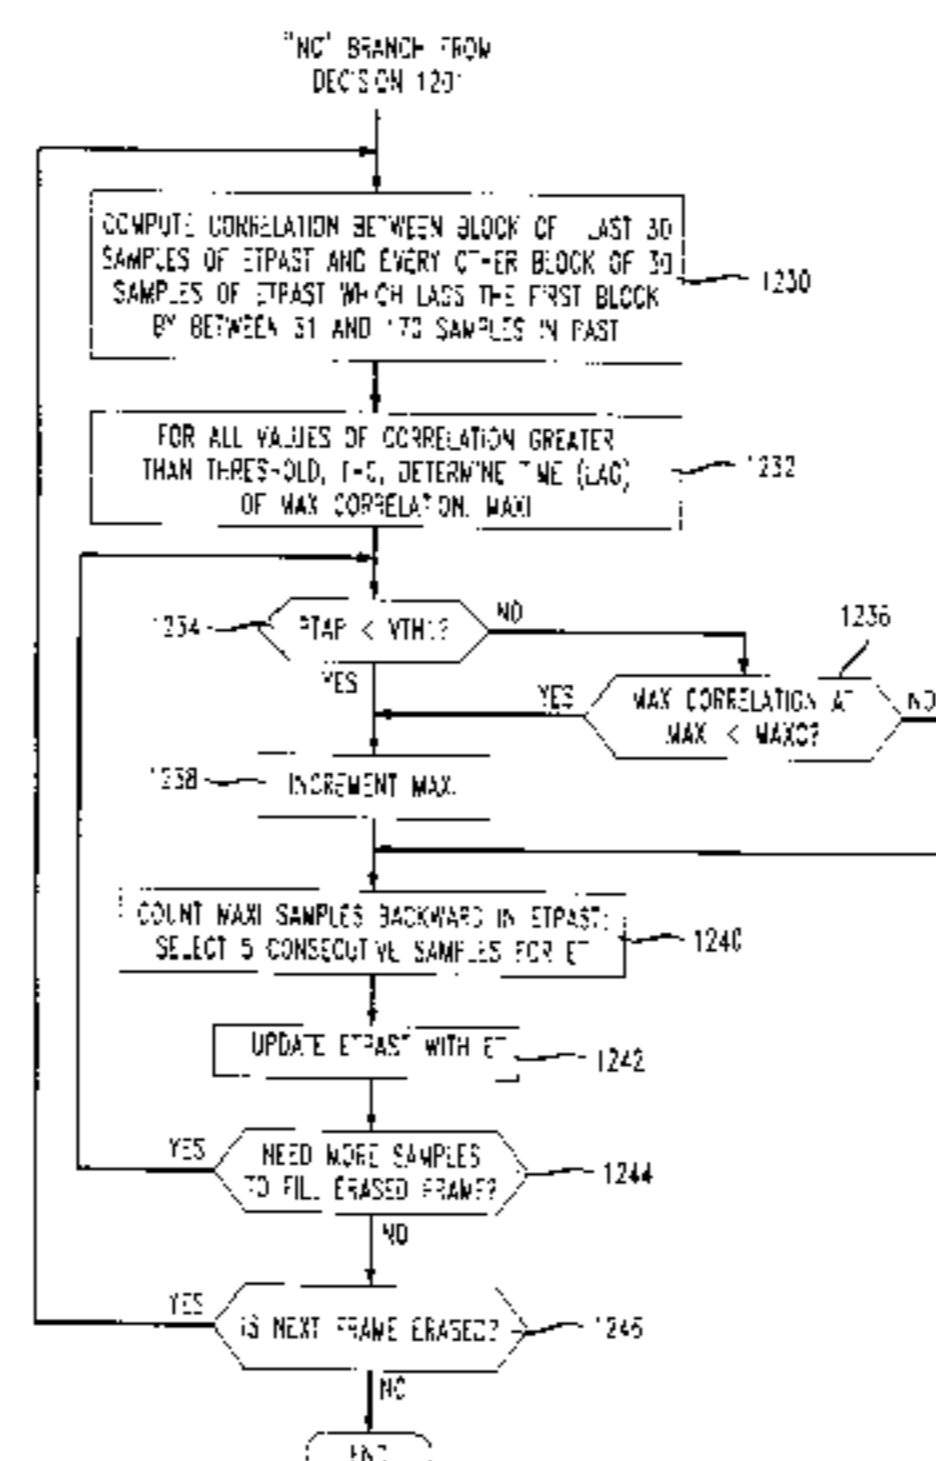 "NO" BRANCH FROM
DECISION 1201
COMPUTE CORRELATION BETWEEN BLOCK OF LAST 30
SAMPLES OF ETPAST AND EVERY OTHER BLOCK OF 30
SAMPLES OF ETPAST WHICH LAGS THE FIRST BLOCK
BY BETWEEN 31 AND 170 SAMPLES IN PAST
1230
FOR ALL VALUES OF CORRELATION GREATER
THAN THRESHOLD, THC, DETERMINE TIME (LAG)
OF MAX CORRELATION, MAXI
1232
1234
PTAP < VTH1?
NO
1236
YES
YES
MAX CORRELATION AT
MAXI < MAXC?
NO
1238
INCREMENT MAXI
COUNT MAXI SAMPLES BACKWARD IN ETPAST;
SELECT 5 CONSECUTIVE SAMPLES FOR ET
1240
UPDATE ETPAST WITH ET
1242
YES
NEED MORE SAMPLES
TO FILL ERASED FRAME?
1244
NO
YES
IS NEXT FRAME ERASED?
1246
NO
END